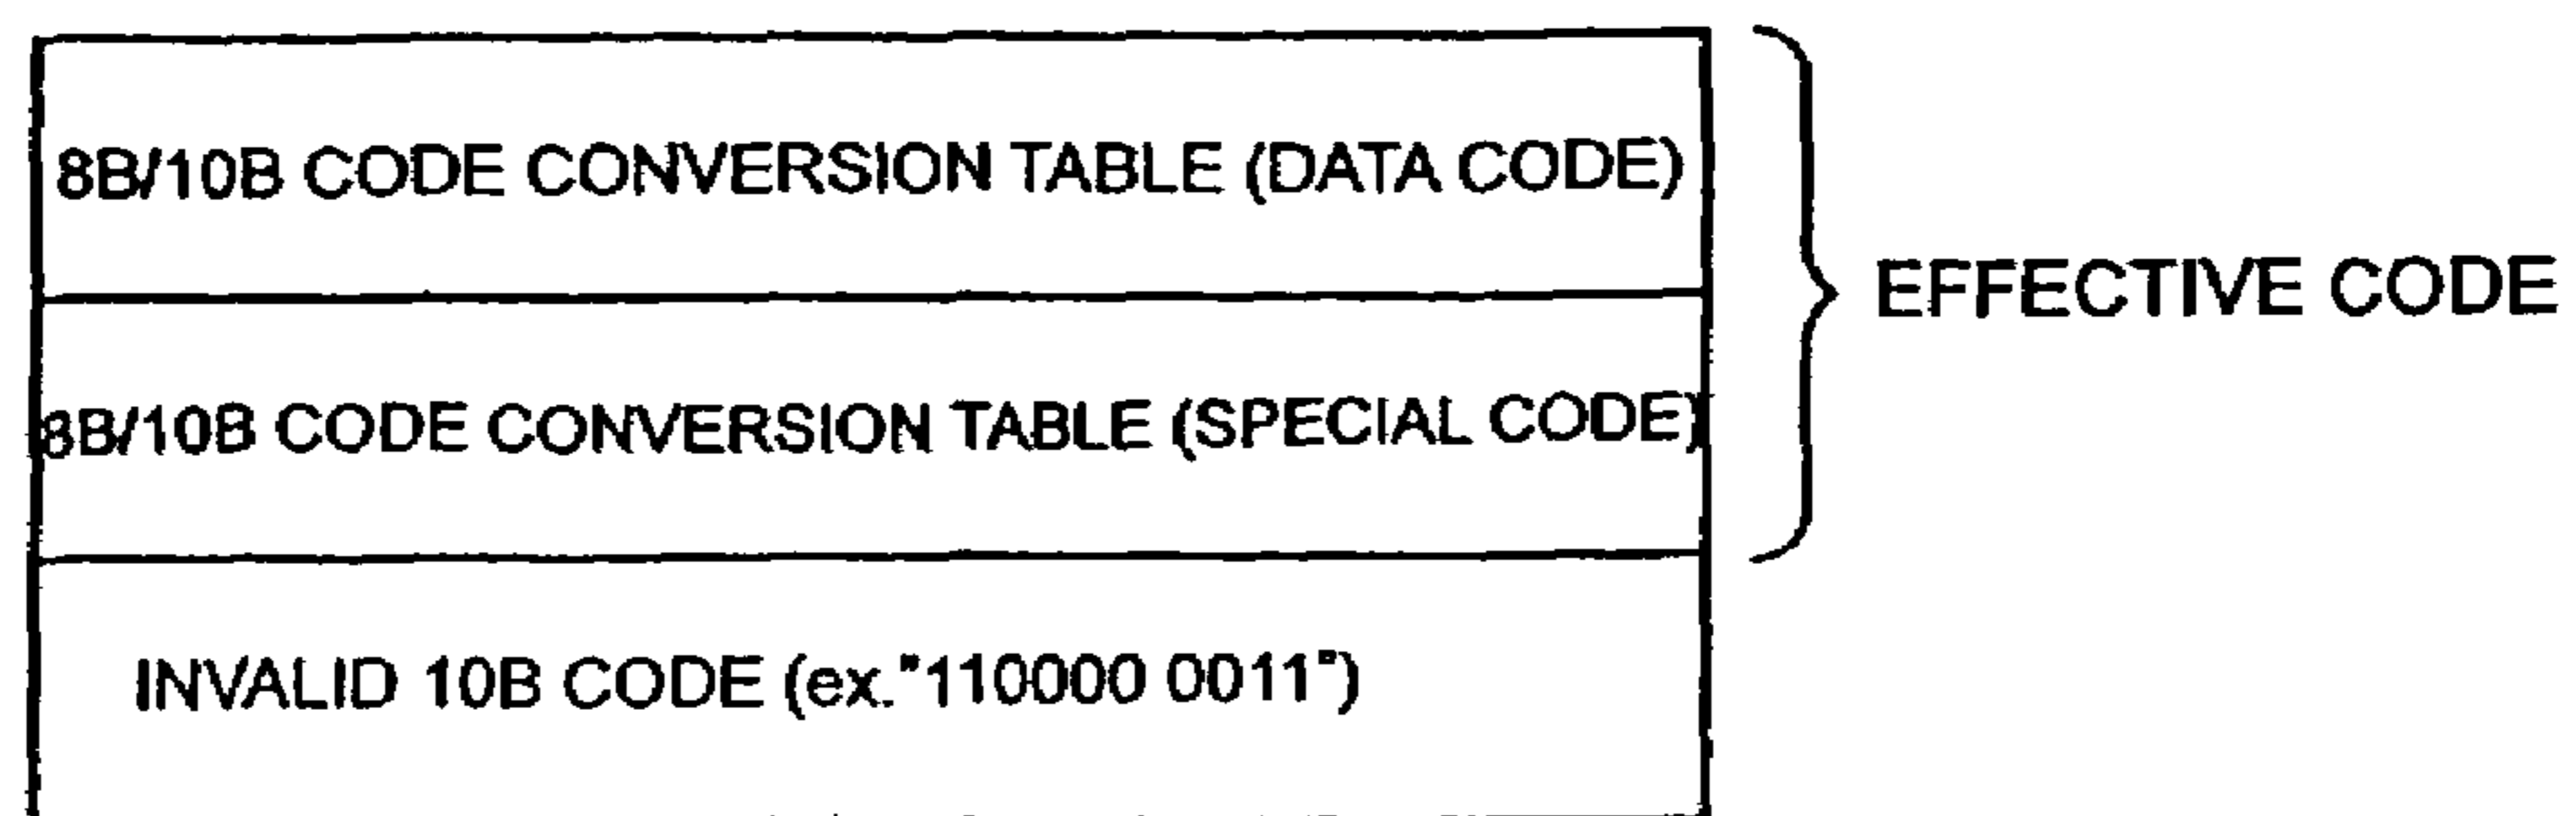 8B/10B CODE CONVERSION TABLE (DATA CODE)
EFFECTIVE CODE
8B/10B CODE CONVERSION TABLE (SPECIAL CODE)
INVALID 10B CODE (ex."110000 0011")